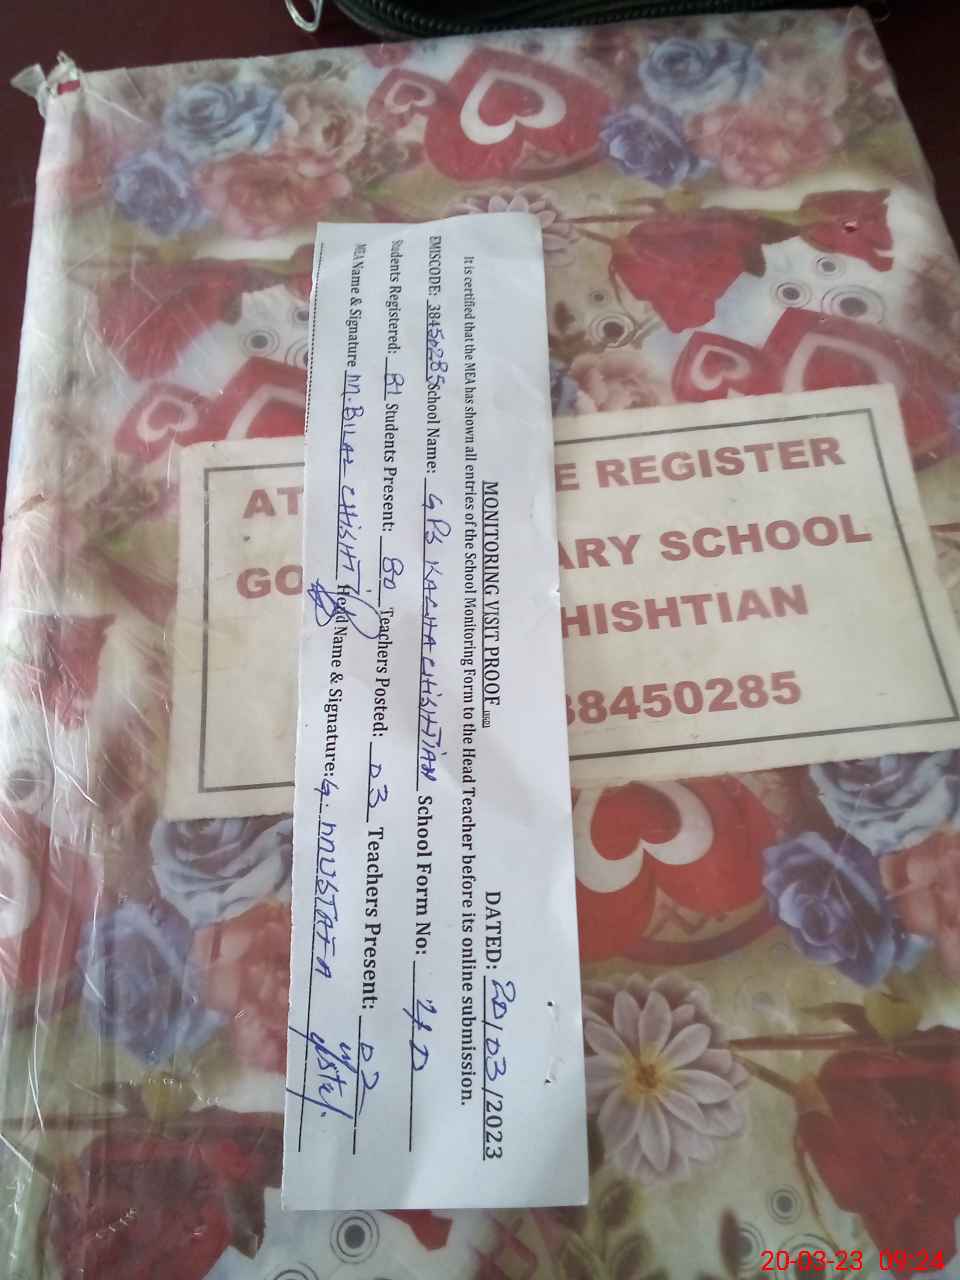 MONITORING VISIT PROOF DATED: 20/03/2023
It is certified that the MEA has shown all entries of the School Monitoring Form to the Head Teacher before its online submission.
EMISCODE: 38450285 School Name: GPS KACHA CHISHTIAN School Form No:
Students Registered: 81 Students Present: 80 Teachers Posted: 03 Teachers Present: 02
MEA Name & Signature M. BILAL CHISHTI Head Name & Signature: G. MUSTAFA
AT E REGISTER
GO ARY SCHOOL
HISHTIAN
38450285
20-03-23 09:24